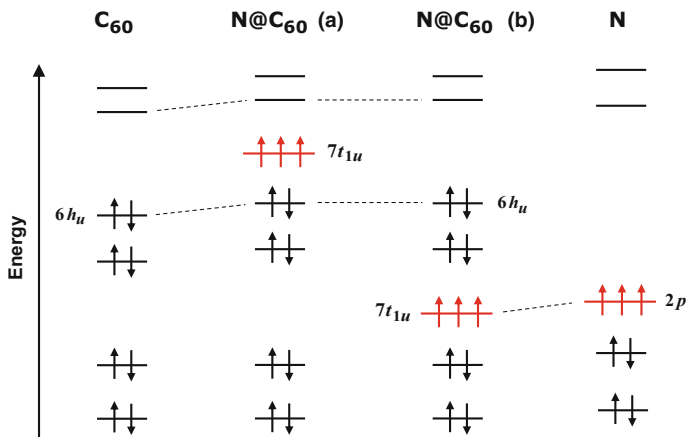 C₆₀ N@C₆₀ (a) N@C₆₀ (b) N
7t₁ᵤ
6hᵤ
6hᵤ
Energy
7t₁ᵤ
2p